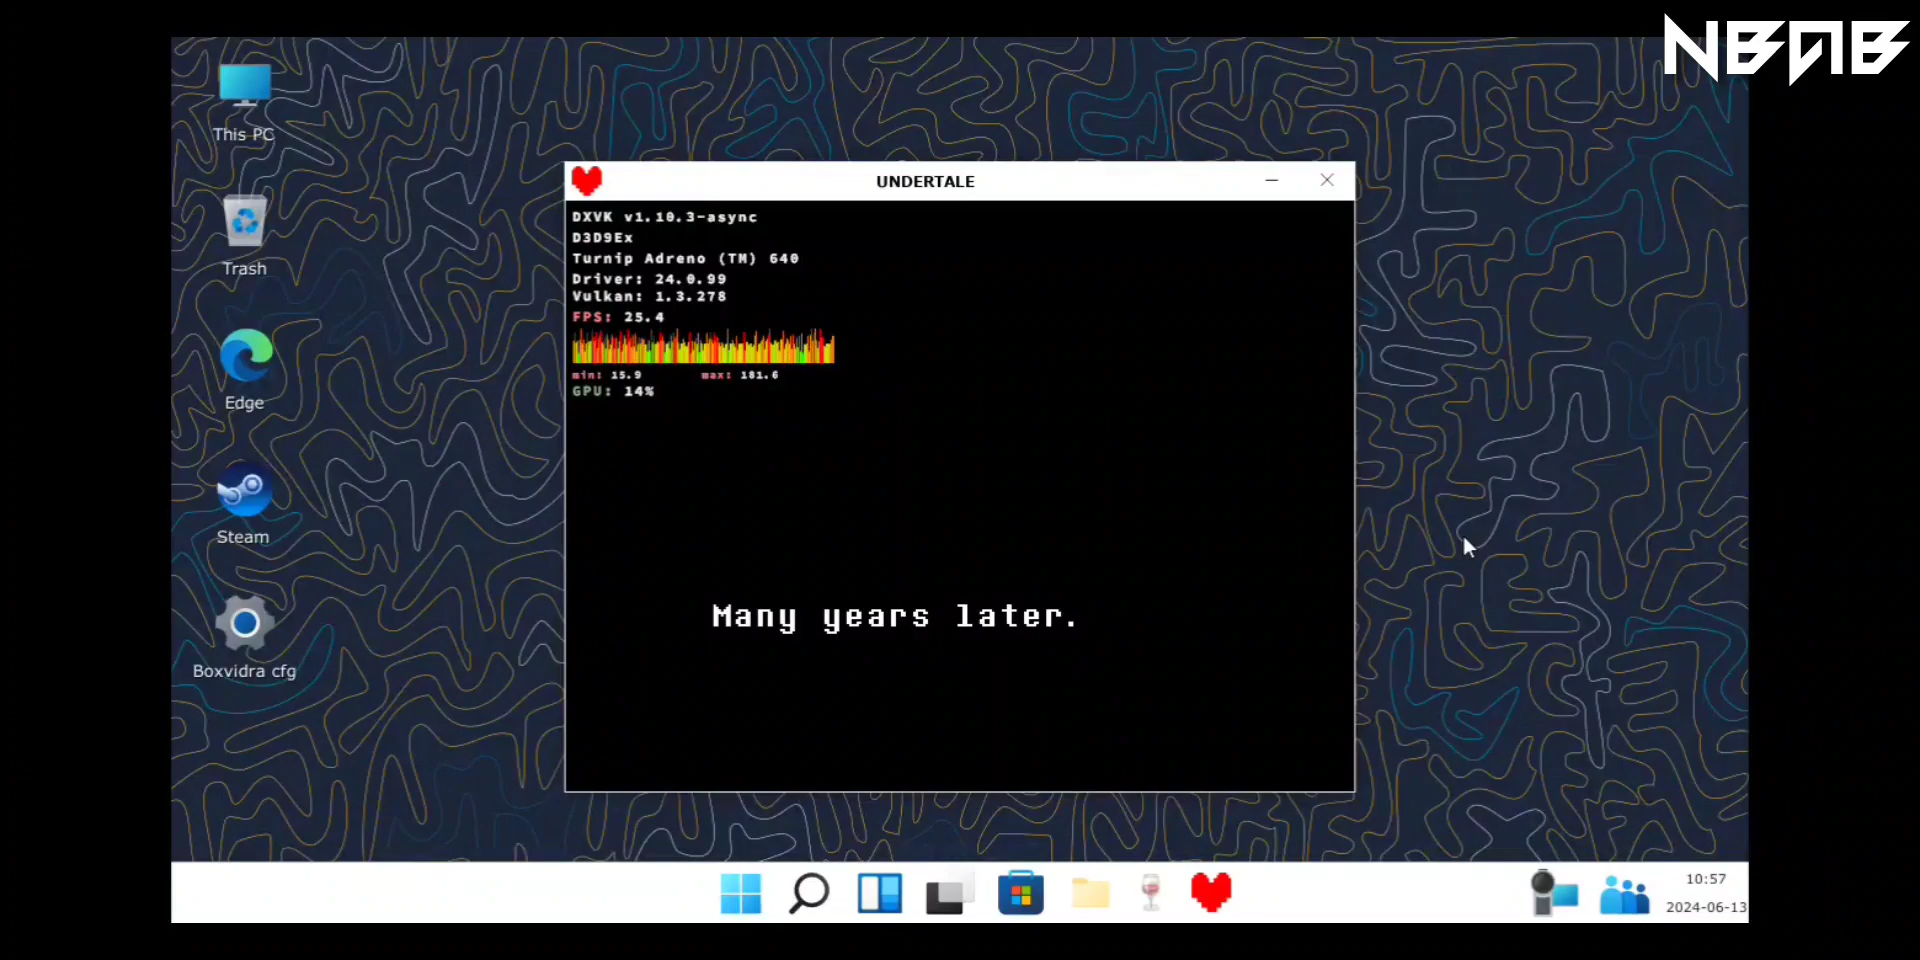 NBAB
This PC
Trash
Edge
Steam
Boxvidra cfg
UNDERTALE
DXVK v1.10.3-async
D3D9Ex
Turnip Adreno (TM) 640
Driver: 24.0.99
Vulkan: 1.3.278
FPS: 25.4
min: 15.9 max: 181.6
GPU: 14%
Many years later.
10:57
2024-06-13